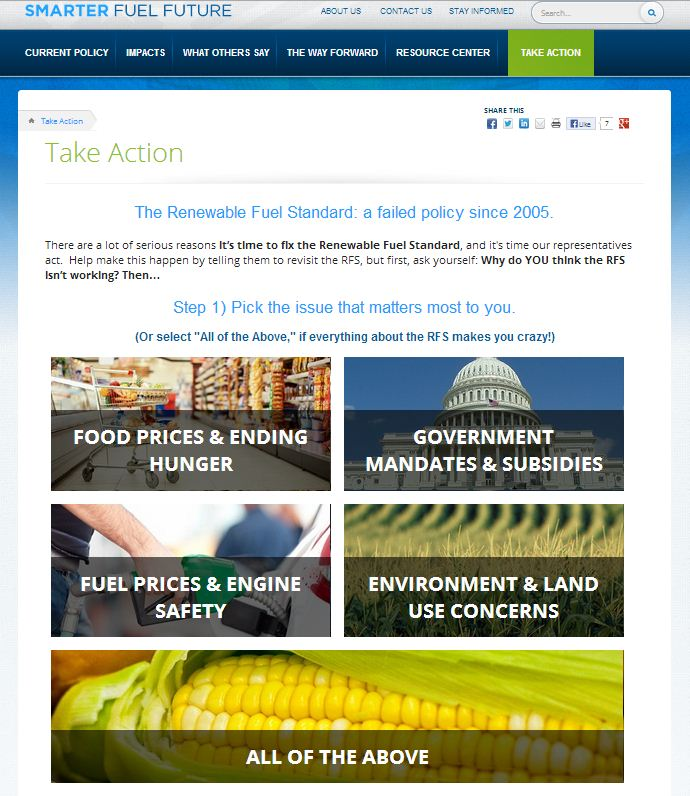 SMARTER FUEL FUTURE
ABOUT US CONTACT US STAY INFORMED Search...
CURRENT POLICY IMPACTS WHAT OTHERS SAY THE WAY FORWARD RESOURCE CENTER TAKE ACTION
SHARE THIS
Take Action
Like 7
Take Action
The Renewable Fuel Standard: a failed policy since 2005.
There are a lot of serious reasons it's time to fix the Renewable Fuel Standard, and it's time our representatives
act. Help make this happen by telling them to revisit the RFS, but first, ask yourself: Why do YOU think the RFS
isn't working? Then...
Step 1) Pick the issue that matters most to you.
(Or select "All of the Above," if everything about the RFS makes you crazy!)
FOOD PRICES & ENDING
HUNGER
GOVERNMENT
MANDATES & SUBSIDIES
FUEL PRICES & ENGINE
SAFETY
ENVIRONMENT & LAND
USE CONCERNS
ALL OF THE ABOVE